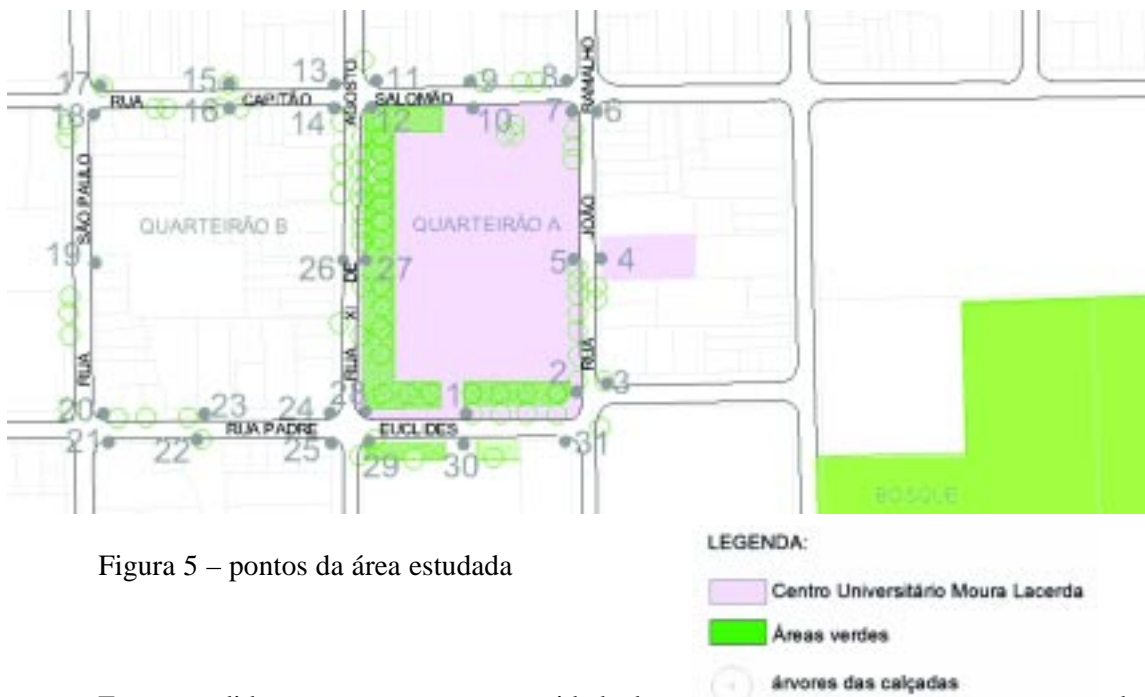 17 15 13 AGOSTO 11 9 8 RAMALHO
RUA CAPITÃO SALOMÃO
18 16 14 12 10 7 6
SÃO PAULO
QUARTEIRÃO B QUARTEIRÃO A JOÃO
19 26 DE 27 5 4
XI
RUA RUA 28 1 2 RUA 3
20 23 24
RUA PADRE EUCLIDES
21 22 25 29 30 31
BOSQUE
Figura 5 – pontos da área estudada
LEGENDA:
Centro Universitário Moura Lacerda
Áreas verdes
árvores das calçadas